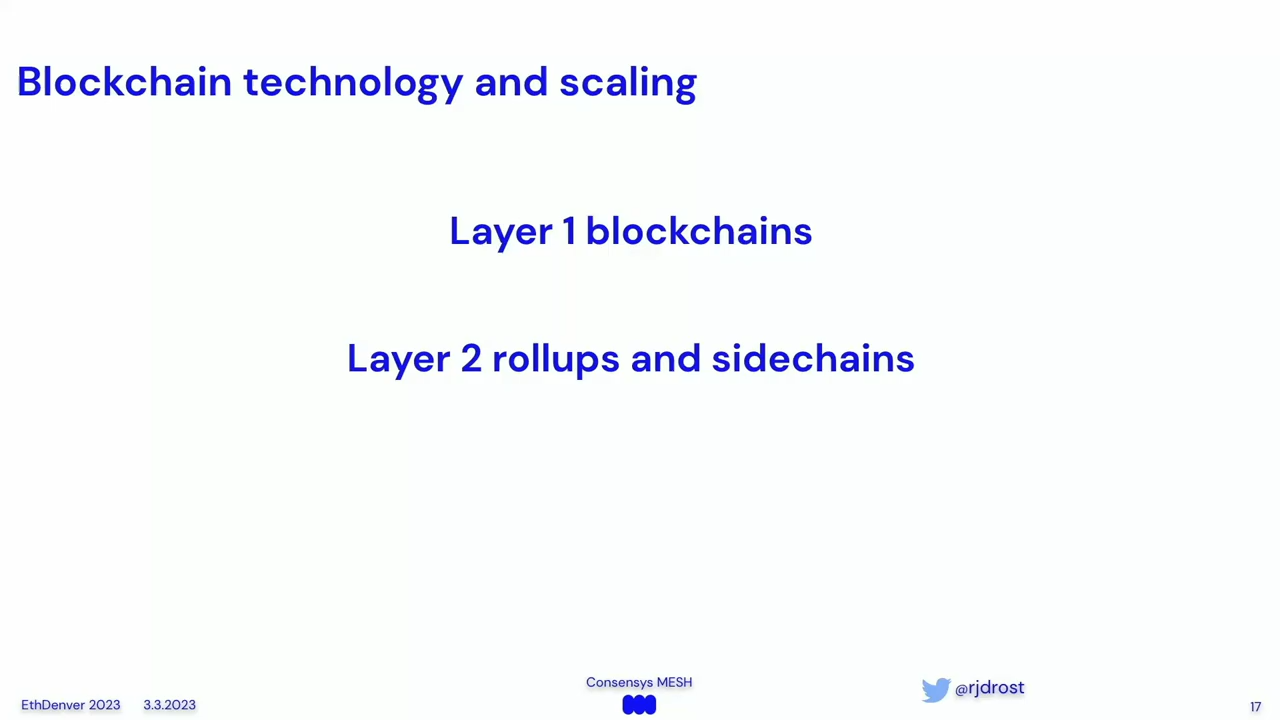 Blockchain technology and scaling
Layer 1 blockchains
Layer 2 rollups and sidechains
Consensys MESH
@rjdrost
EthDenver 2023 3.3.2023
17